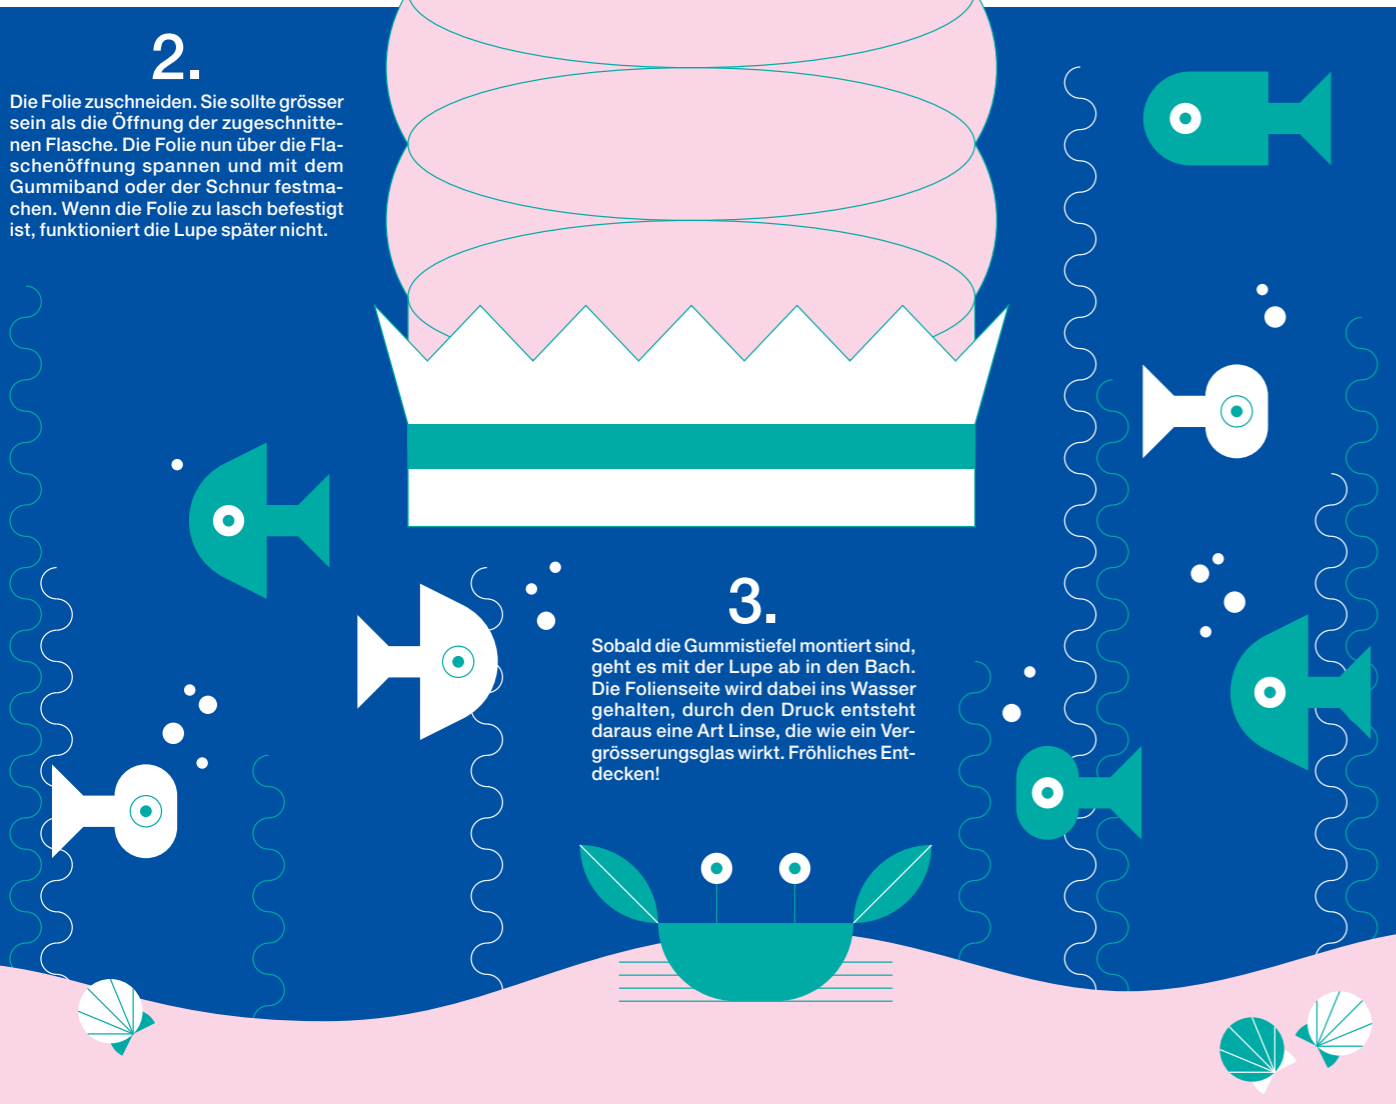 2.
Die Folie zuschneiden. Sie sollte grösser
sein als die Öffnung der zugeschnitte-
nen Flasche. Die Folie nun über die Fla-
schenöffnung spannen und mit dem
Gummiband oder der Schnur festma-
chen. Wenn die Folie zu lasch befestigt
ist, funktioniert die Lupe später nicht.
3.
Sobald die Gummistiefel montiert sind,
geht es mit der Lupe ab in den Bach.
Die Folienseite wird dabei ins Wasser
gehalten, durch den Druck entsteht
daraus eine Art Linse, die wie ein Ver-
grösserungsglas wirkt. Fröhliches Ent-
decken!